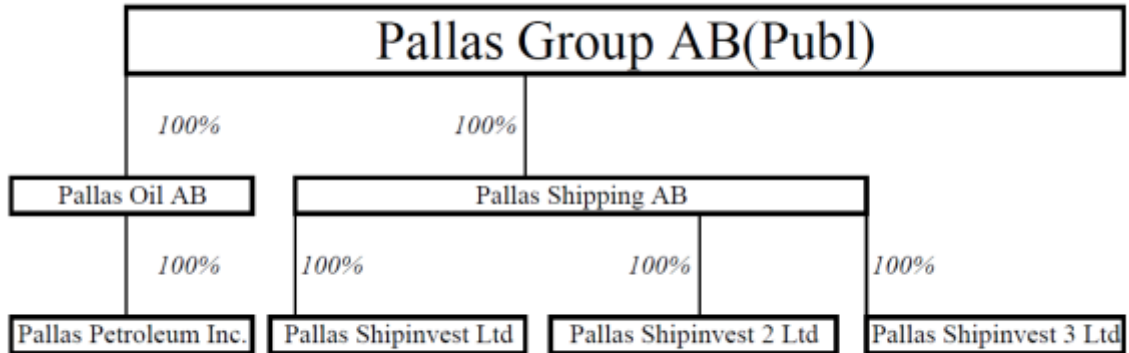 Pallas Group AB(Publ)
100% 100%
Pallas Oil AB Pallas Shipping AB
100% 100% 100% 100%
Pallas Petroleum Inc. Pallas Shipinvest Ltd Pallas Shipinvest 2 Ltd Pallas Shipinvest 3 Ltd